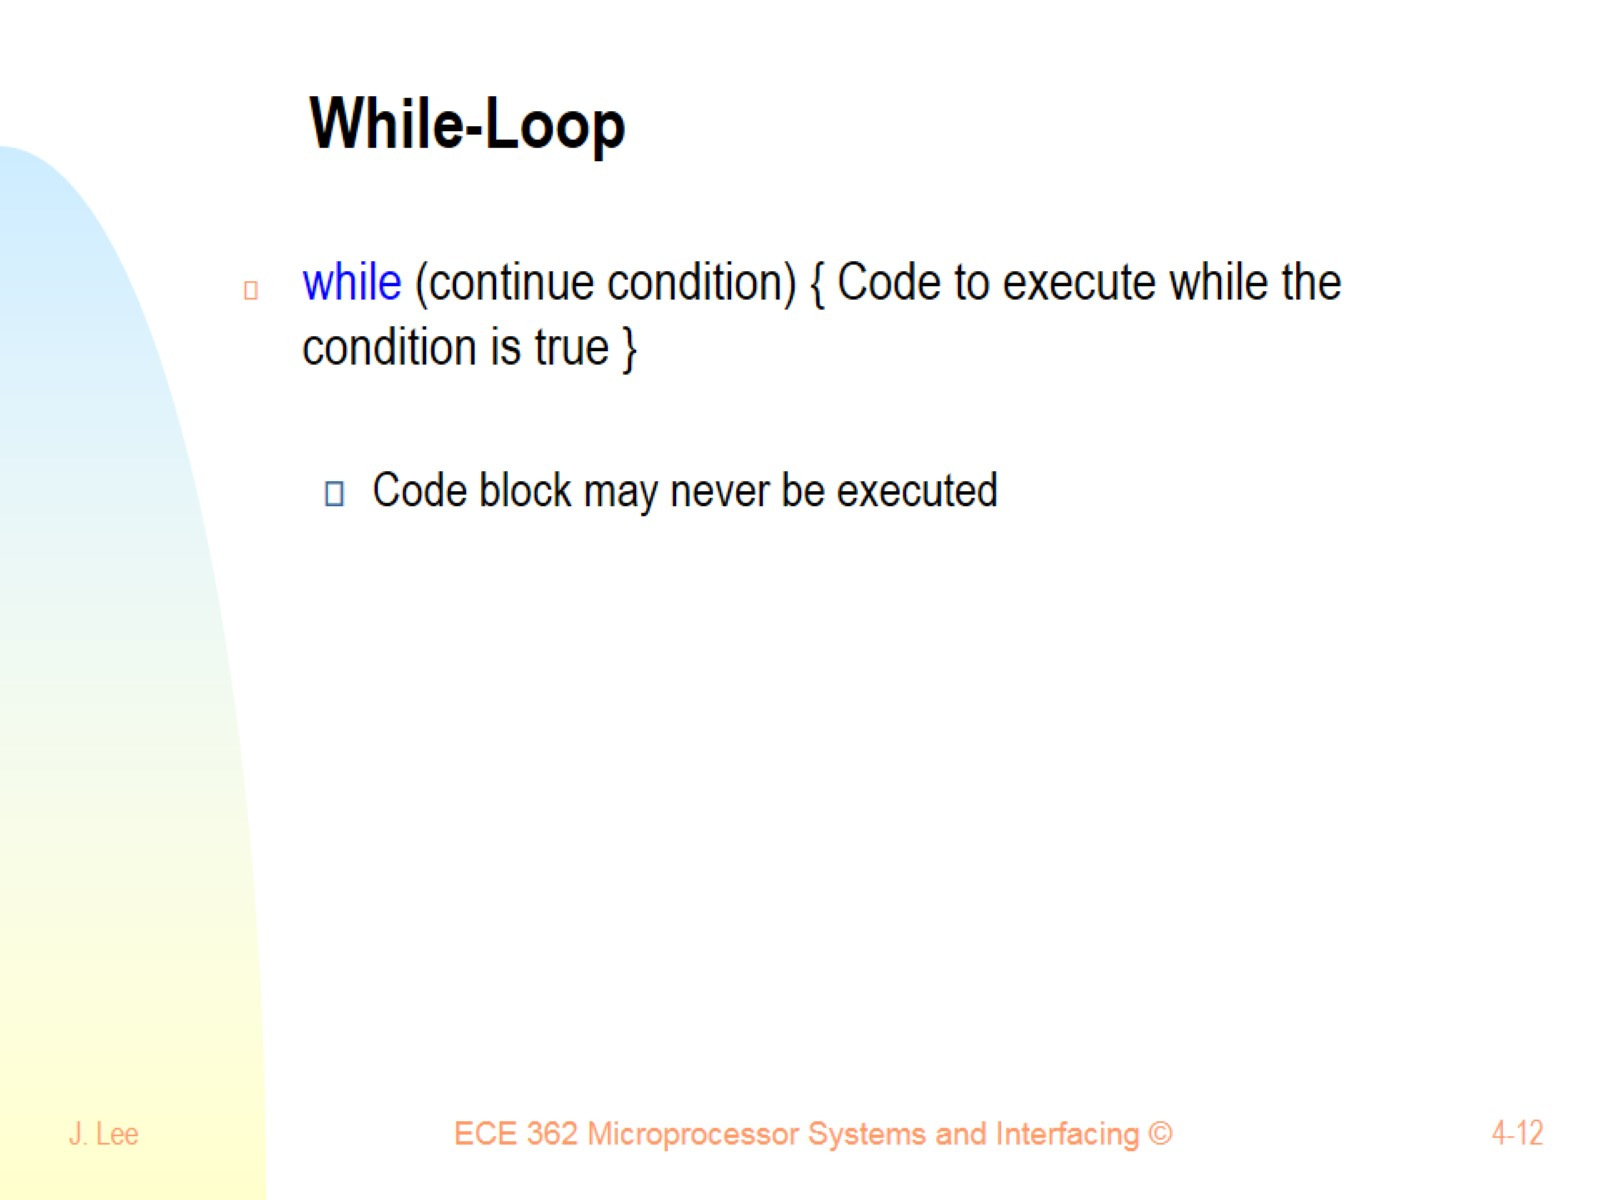 While-Loop
while (continue condition) { Code to execute while the
condition is true }
Code block may never be executed
J. Lee
ECE 362 Microprocessor Systems and Interfacing ©
4-12